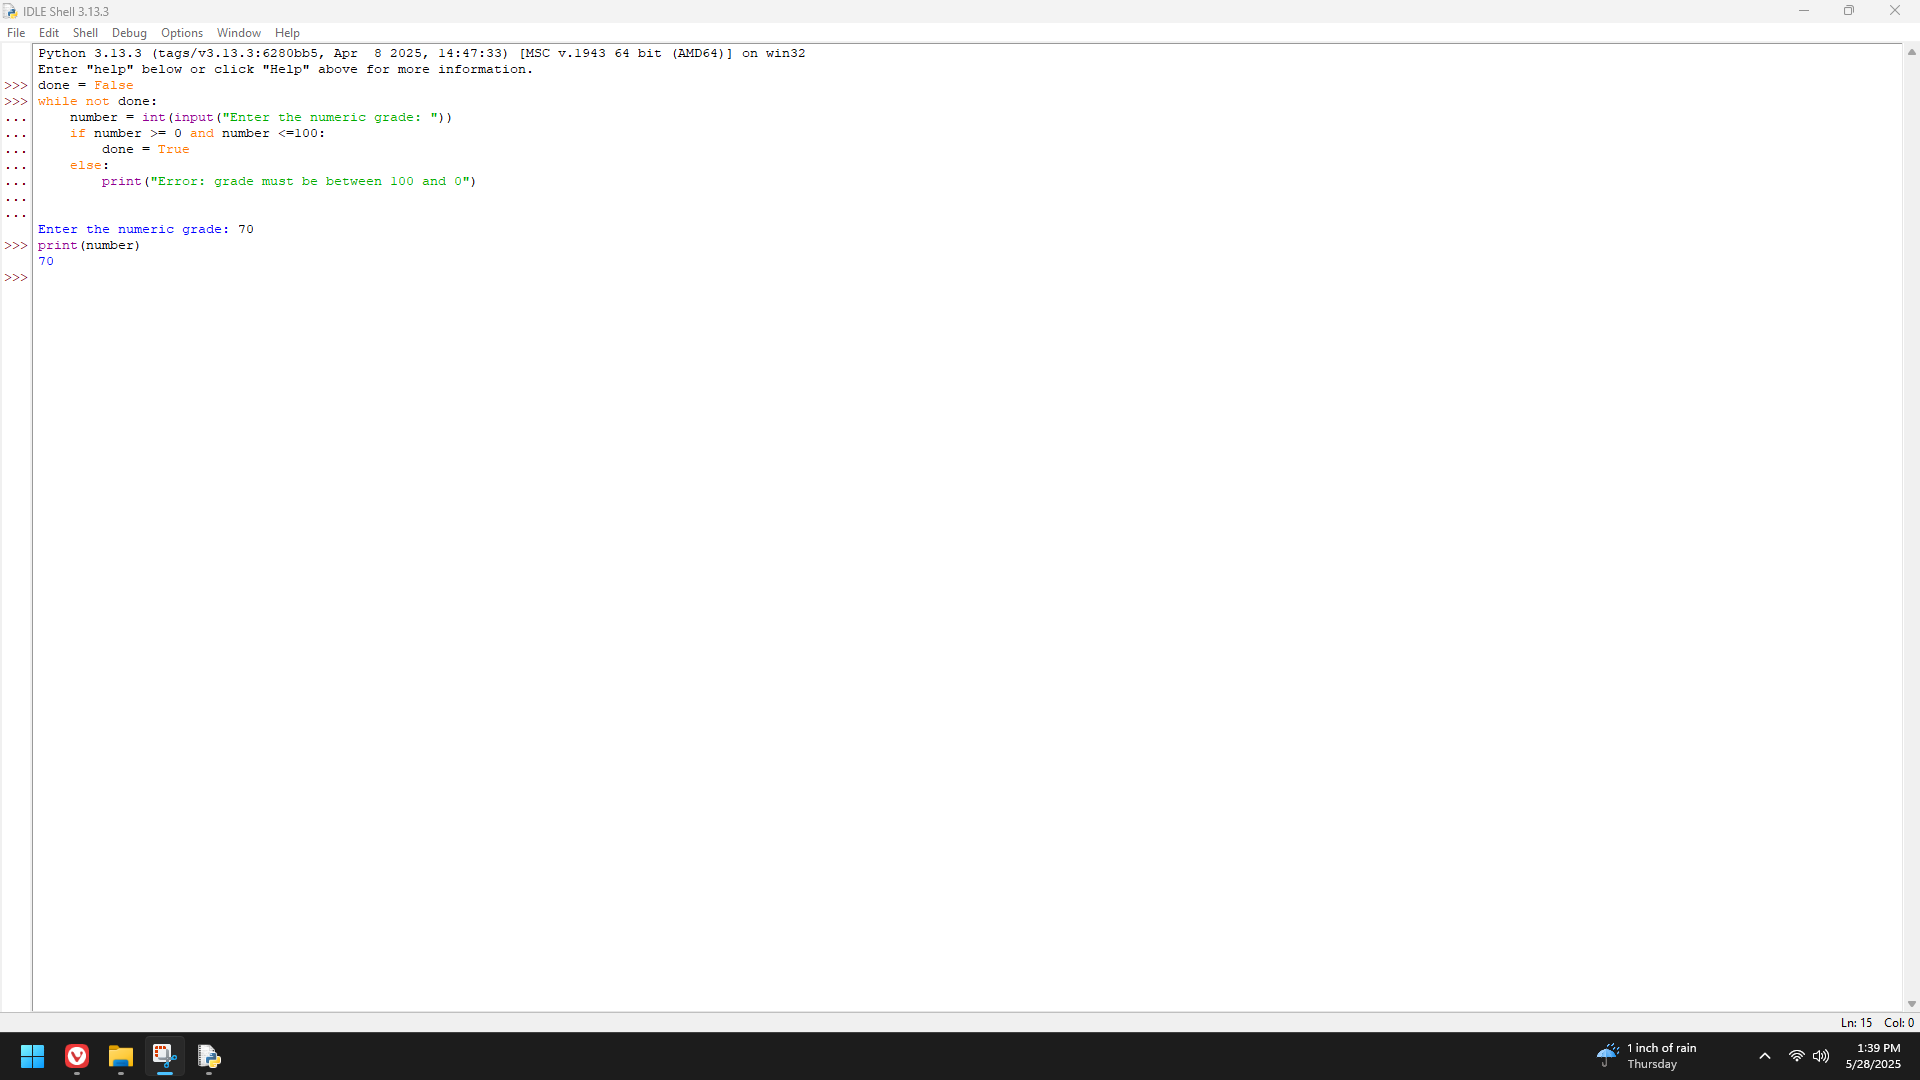 IDLE Shell 3.13.3
File Edit Shell Debug Options Window Help
Python 3.13.3 (tags/v3.13.3:6280bb5, Apr  8 2025, 14:47:33) [MSC v.1943 64 bit (AMD64)] on win32
Enter "help" below or click "Help" above for more information.
>>> done = False
>>> while not done:
...     number = int(input("Enter the numeric grade: "))
...     if number >= 0 and number <=100:
...         done = True
...     else:
...         print("Error: grade must be between 100 and 0")
...
...
Enter the numeric grade: 70
>>> print(number)
70
>>>
Ln: 15 Col: 0
1 inch of rain
Thursday
1:39 PM
5/28/2025